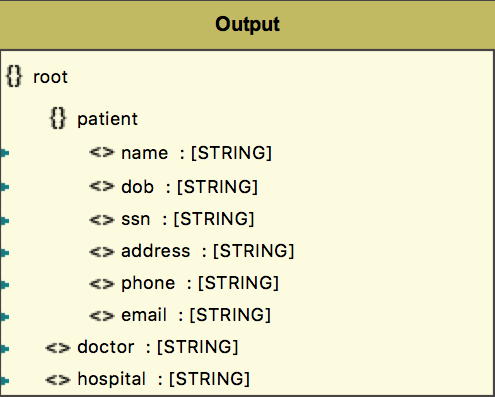 Output
{} root
{} patient
<> name : [STRING]
<> dob : [STRING]
<> ssn : [STRING]
<> address : [STRING]
<> phone : [STRING]
<> email : [STRING]
<> doctor : [STRING]
<> hospital : [STRING]